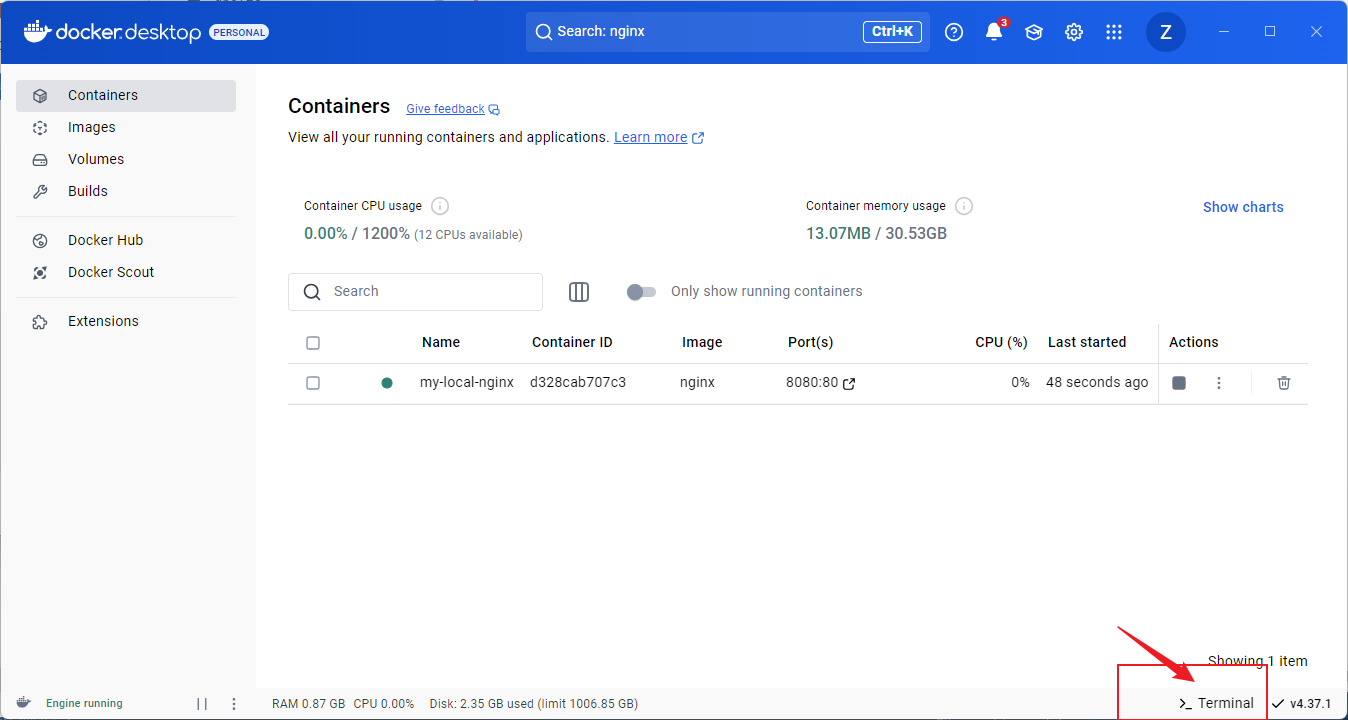 docker.desktop PERSONAL Search: nginx Ctrl+K 3 Z
Containers
Images
Volumes
Builds
Docker Hub
Docker Scout
Extensions
Containers Give feedback
View all your running containers and applications. Learn more
Container CPU usage Container memory usage Show charts
0.00% / 1200% (12 CPUs available) 13.07MB / 30.53GB
Search Only show running containers
Name Container ID Image Port(s) CPU (%) Last started Actions
my-local-nginx d328cab707c3 nginx 8080:80 0% 48 seconds ago
Showing 1 item
Engine running RAM 0.87 GB CPU 0.00% Disk: 2.35 GB used (limit 1006.85 GB) >_ Terminal v4.37.1